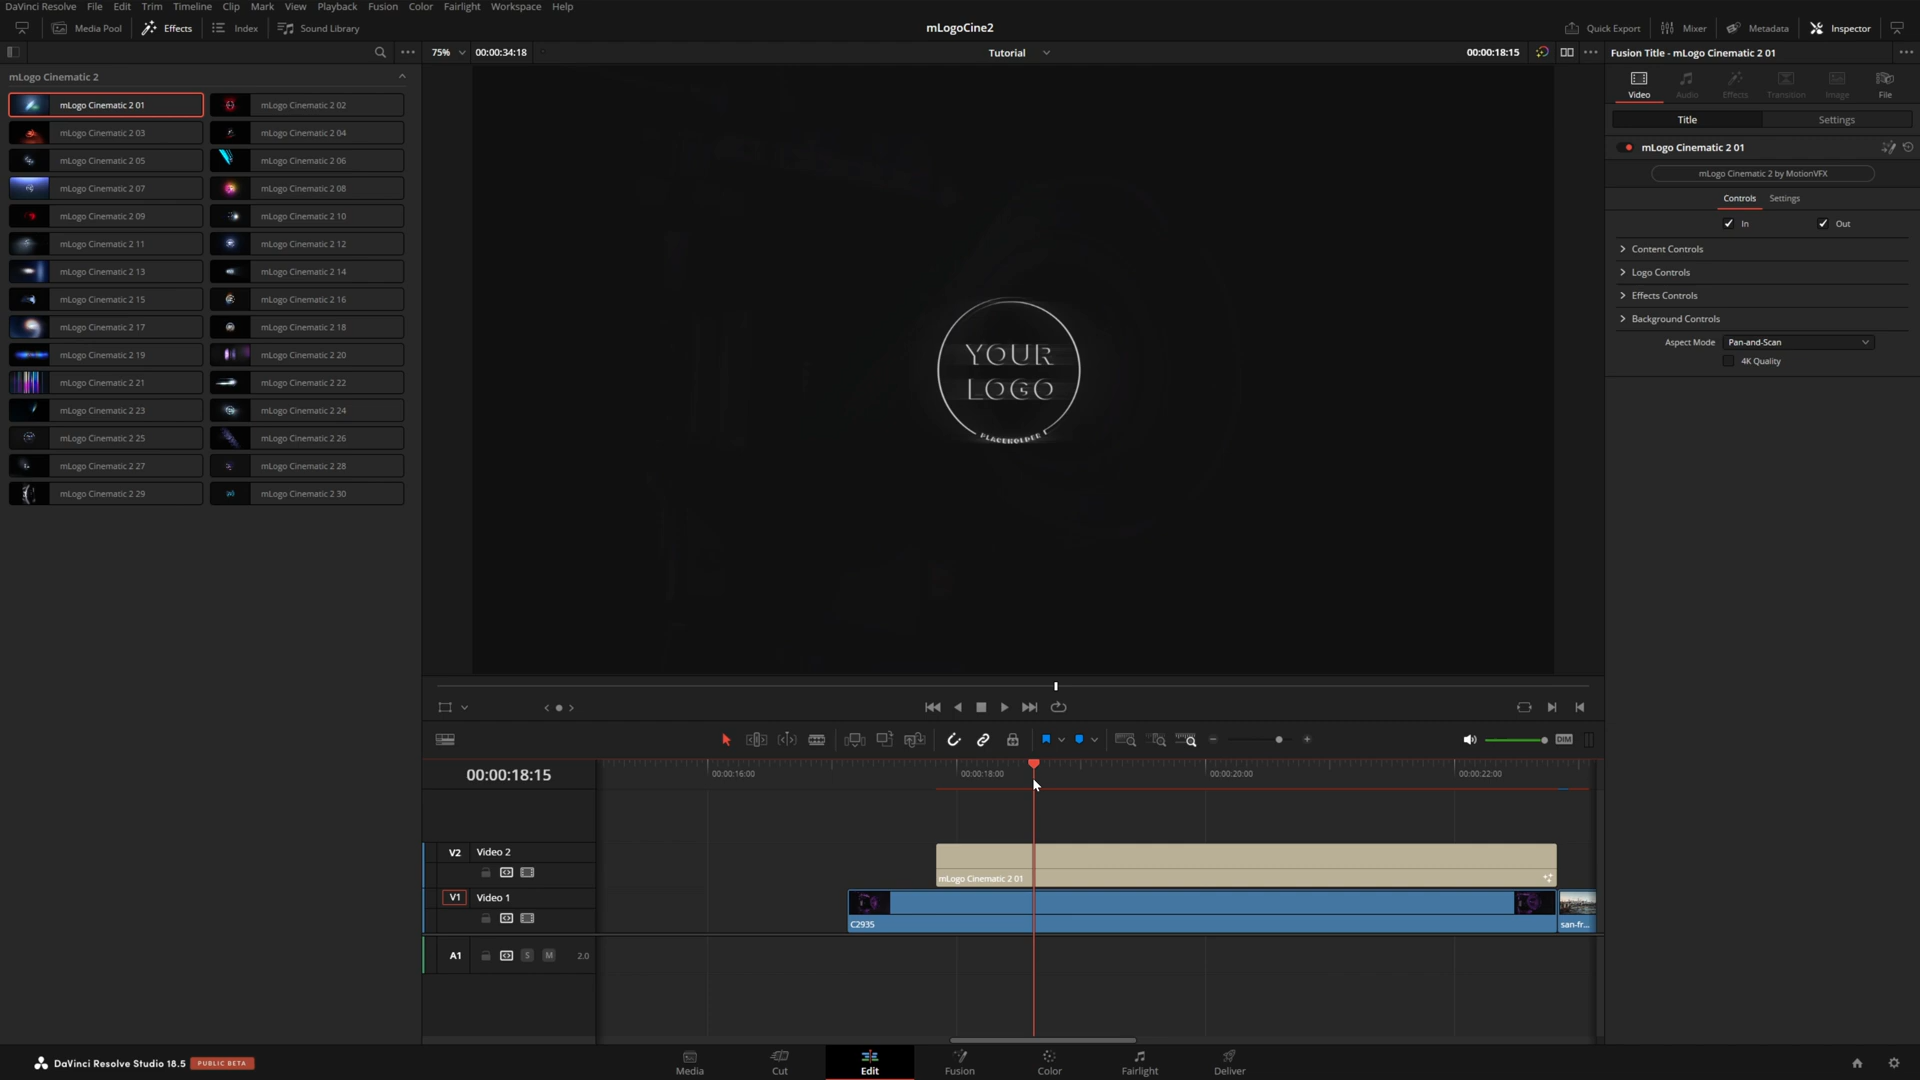 DaVinci Resolve File Edit Trim Timeline Clip Mark View Playback Fusion Color Fairlight Workspace Help
Media Pool Effects Index Sound Library mLogoCine2 Quick Export Mixer Metadata Inspector
75% 00:00:34:18 Tutorial 00:00:18:15 Fusion Title - mLogo Cinematic 2 01
mLogo Cinematic 2
mLogo Cinematic 2 01 mLogo Cinematic 2 02
mLogo Cinematic 2 03 mLogo Cinematic 2 04
mLogo Cinematic 2 05 mLogo Cinematic 2 06
mLogo Cinematic 2 07 mLogo Cinematic 2 08
mLogo Cinematic 2 09 mLogo Cinematic 2 10
mLogo Cinematic 2 11 mLogo Cinematic 2 12
mLogo Cinematic 2 13 mLogo Cinematic 2 14
mLogo Cinematic 2 15 mLogo Cinematic 2 16
mLogo Cinematic 2 17 mLogo Cinematic 2 18
mLogo Cinematic 2 19 mLogo Cinematic 2 20
mLogo Cinematic 2 21 mLogo Cinematic 2 22
mLogo Cinematic 2 23 mLogo Cinematic 2 24
mLogo Cinematic 2 25 mLogo Cinematic 2 26
mLogo Cinematic 2 27 mLogo Cinematic 2 28
mLogo Cinematic 2 29 mLogo Cinematic 2 30
YOUR
LOGO
PLACEHOLDER
Video Audio Effects Transition Image File
Title Settings
mLogo Cinematic 2 01
mLogo Cinematic 2 by MotionVFX
Controls Settings
In Out
Content Controls
Logo Controls
Effects Controls
Background Controls
Aspect Mode Pan-and-Scan
4K Quality
DIM
00:00:18:15 00:00:16:00 00:00:18:00 00:00:20:00 00:00:22:00
V2 Video 2
mLogo Cinematic 2 01
V1 Video 1
C2935 san-fr...
A1 S M 2.0
DaVinci Resolve Studio 18.5 PUBLIC BETA
Media Cut Edit Fusion Color Fairlight Deliver